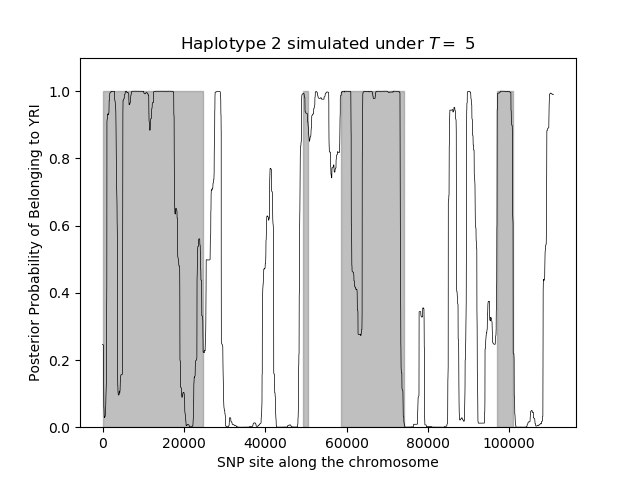 Haplotype 2 simulated under T = 5
Posterior Probability of Belonging to YRI
1.0
0.8
0.6
0.4
0.2
0.0
0 20000 40000 60000 80000 100000
SNP site along the chromosome